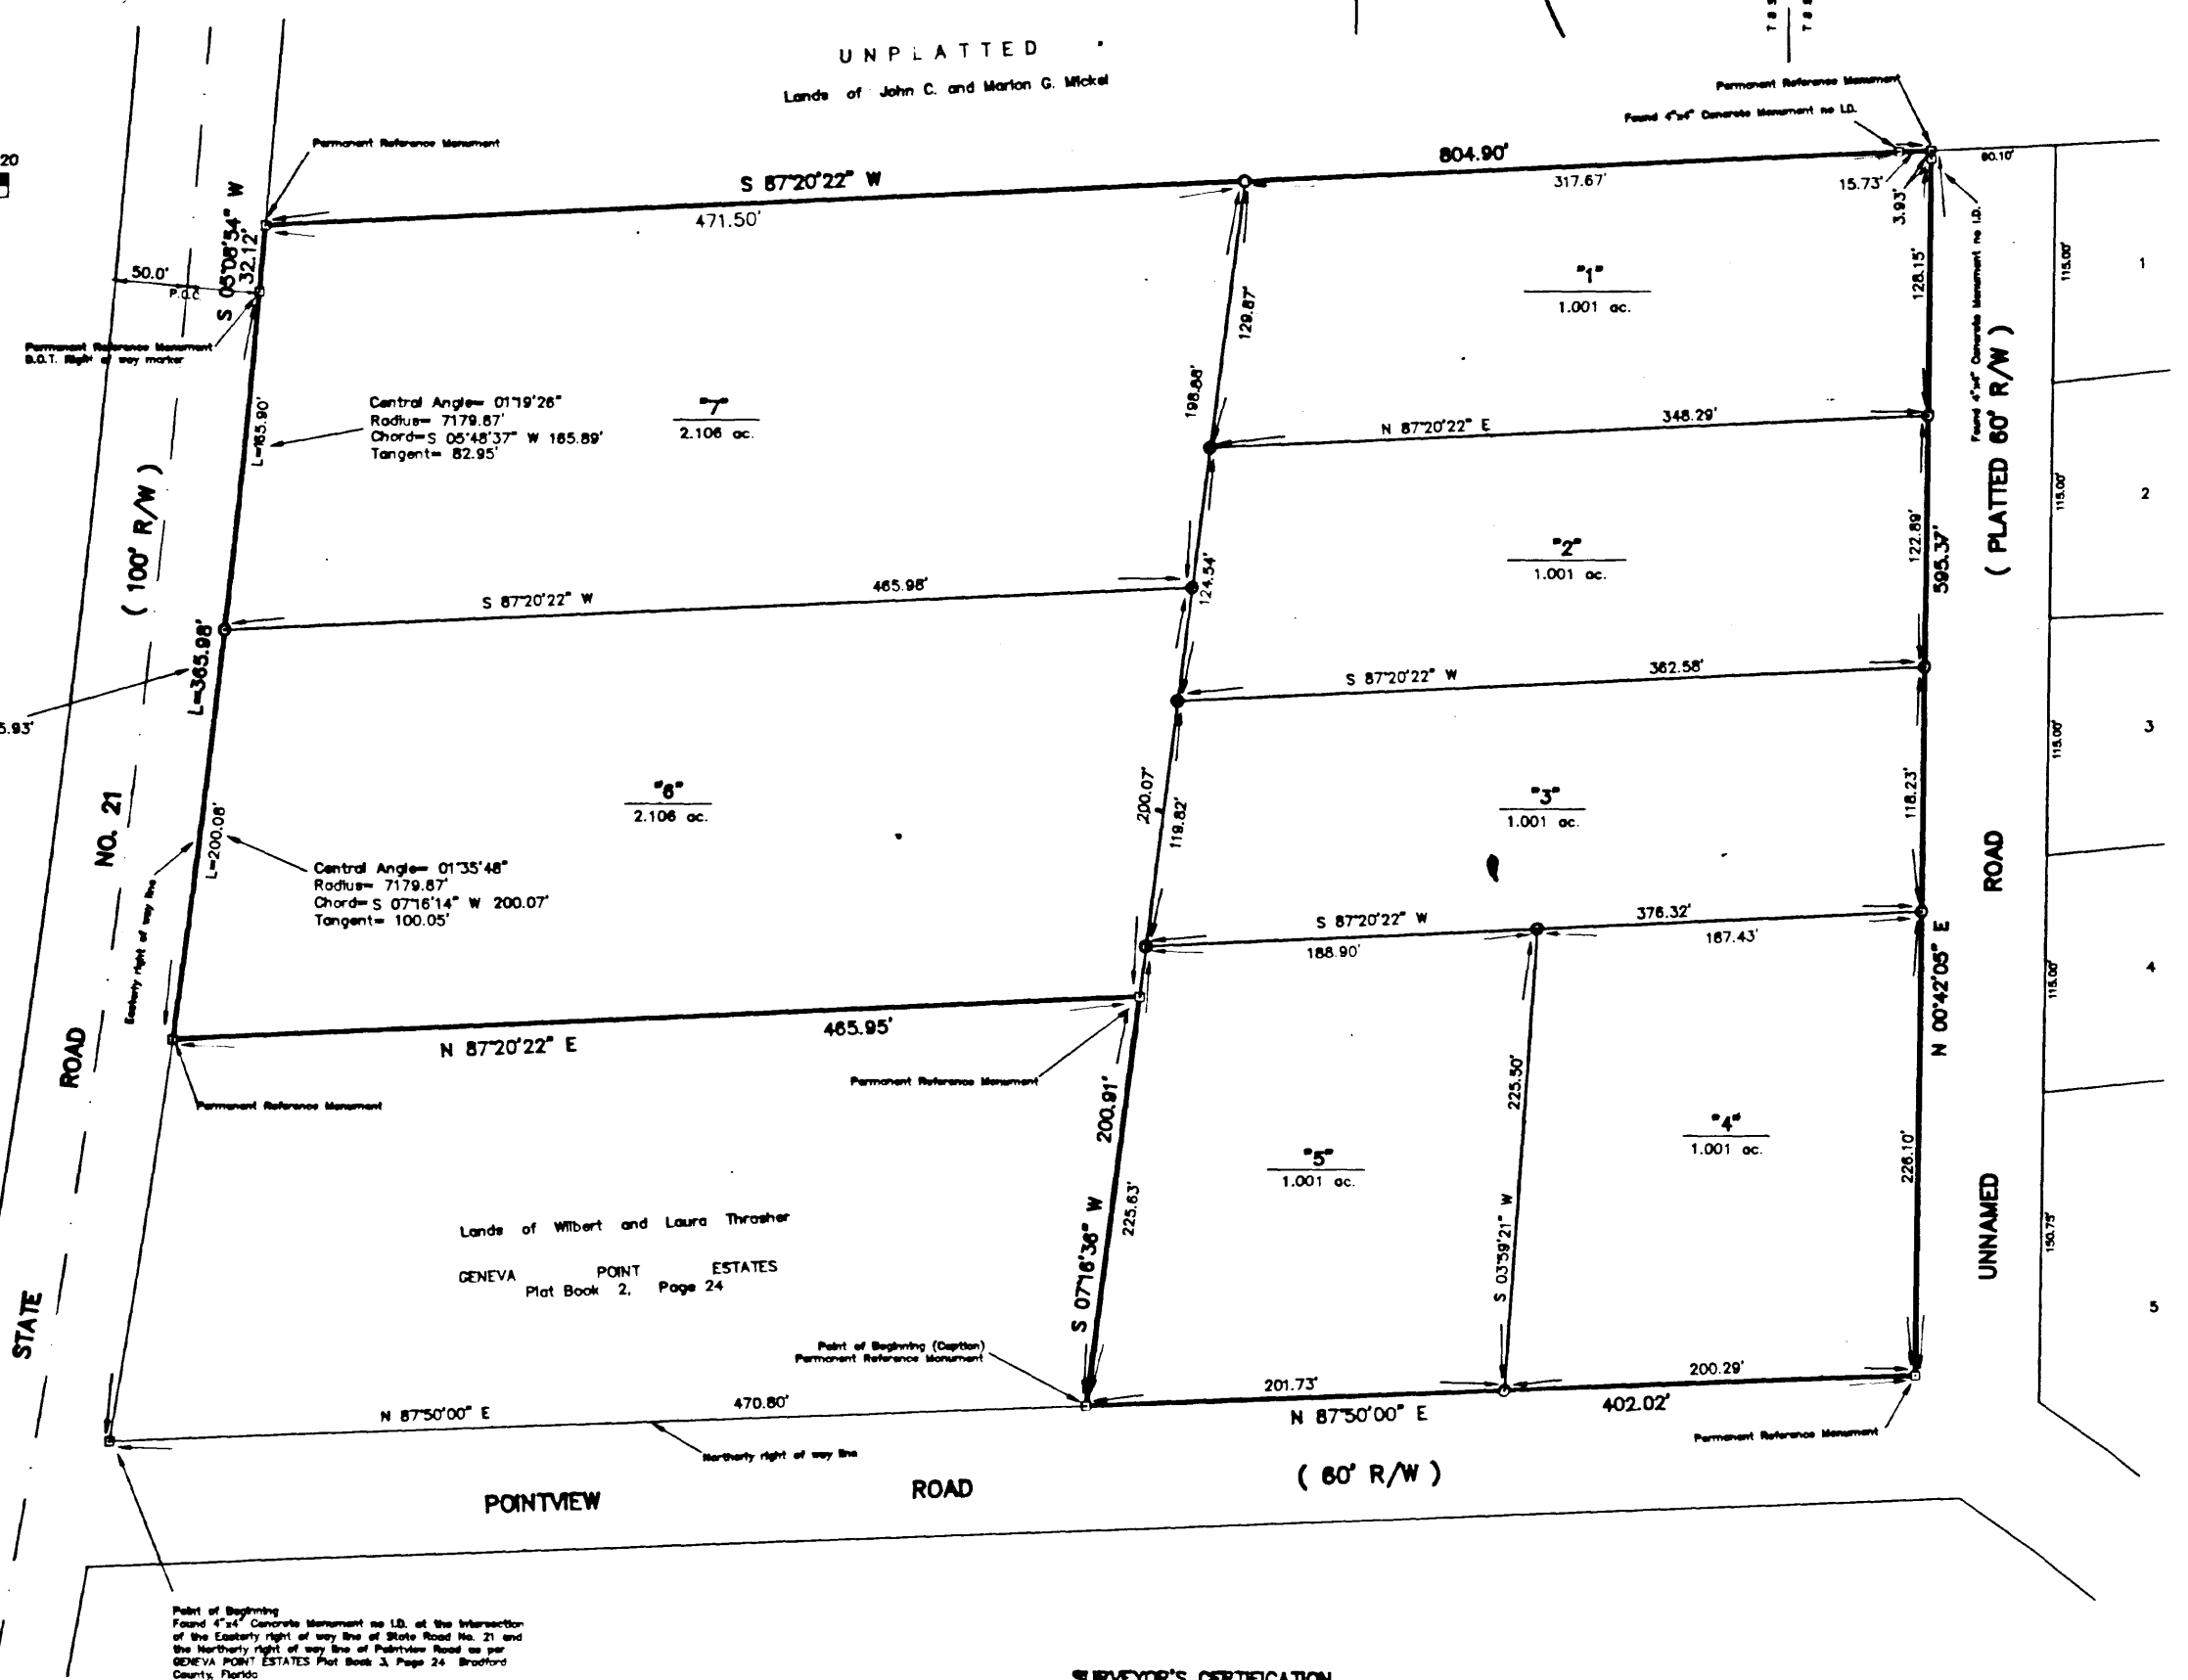 UNPLATTED
Lands of John C. and Marion G. Mickel
20
Permanent Reference Monument
Found 4"x4" Concrete Monument no I.D.
Permanent Reference Monument
804.90'
S 87°20'22" W
471.50'
317.67'
15.73'
3.93'
60.10'
S 05°08'54" W
32.12'
50.0'
P.O.C.
Permanent Reference Monument
D.O.T. Right of way marker
Found 4"x4" Concrete Monument no I.D.
"1"
1.001 ac.
129.87'
128.15'
115.00'
1
198.88'
L=165.90'
Central Angle= 01°19'26"
Radius= 7179.87'
Chord=S 05°48'37" W 165.89'
Tangent= 82.95'
"7"
2.106 ac.
N 87°20'22" E
348.29'
( 100' R/W )
( PLATTED 60' R/W )
"2"
1.001 ac.
124.54'
122.89'
595.37'
115.00'
2
S 87°20'22" W
465.98'
L=365.98'
5.93'
S 87°20'22" W
362.58'
"6"
2.106 ac.
200.07'
119.82'
"3"
1.001 ac.
118.23'
115.00'
3
NO. 21
L=200.08'
Easterly right of way line
Central Angle= 01°35'48"
Radius= 7179.87'
Chord=S 07°16'14" W 200.07'
Tangent= 100.05'
S 87°20'22" W
376.32'
188.90'
187.43'
ROAD
N 00°42'05" E
115.00'
4
465.95'
N 87°20'22" E
Permanent Reference Monument
Permanent Reference Monument
ROAD
200.91'
225.63'
S 07°16'36" W
"5"
1.001 ac.
225.50'
S 03°59'21" W
"4"
1.001 ac.
226.10'
UNNAMED
150.75'
5
Lands of Wilbert and Laura Thrasher
GENEVA POINT ESTATES
Plat Book 2, Page 24
STATE
Point of Beginning (Caption)
Permanent Reference Monument
N 87°50'00" E
470.80'
201.73'
200.29'
N 87°50'00" E
402.02'
Permanent Reference Monument
Northerly right of way line
POINTVIEW ROAD ( 60' R/W )
Point of Beginning
Found 4"x4" Concrete Monument no I.D. at the intersection
of the Easterly right of way line of State Road No. 21 and
the Northerly right of way line of Pointview Road as per
GENEVA POINT ESTATES Plat Book 3, Page 24 Bradford
County, Florida
SURVEYOR'S CERTIFICATION